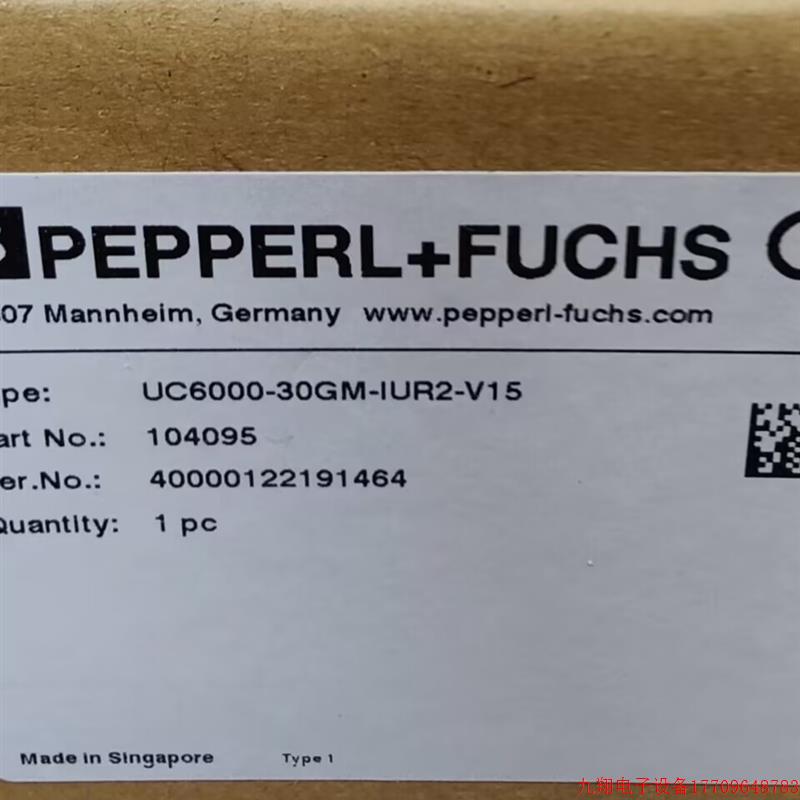 PEPPERL+FUCHS
307 Mannheim, Germany www.pepperl-fuchs.com
pe: UC6000-30GM-IUR2-V15
art No.: 104095
er.No.: 40000122191464
Quantity: 1 pc
Made in Singapore Type 1
九翔电子设备17700648783